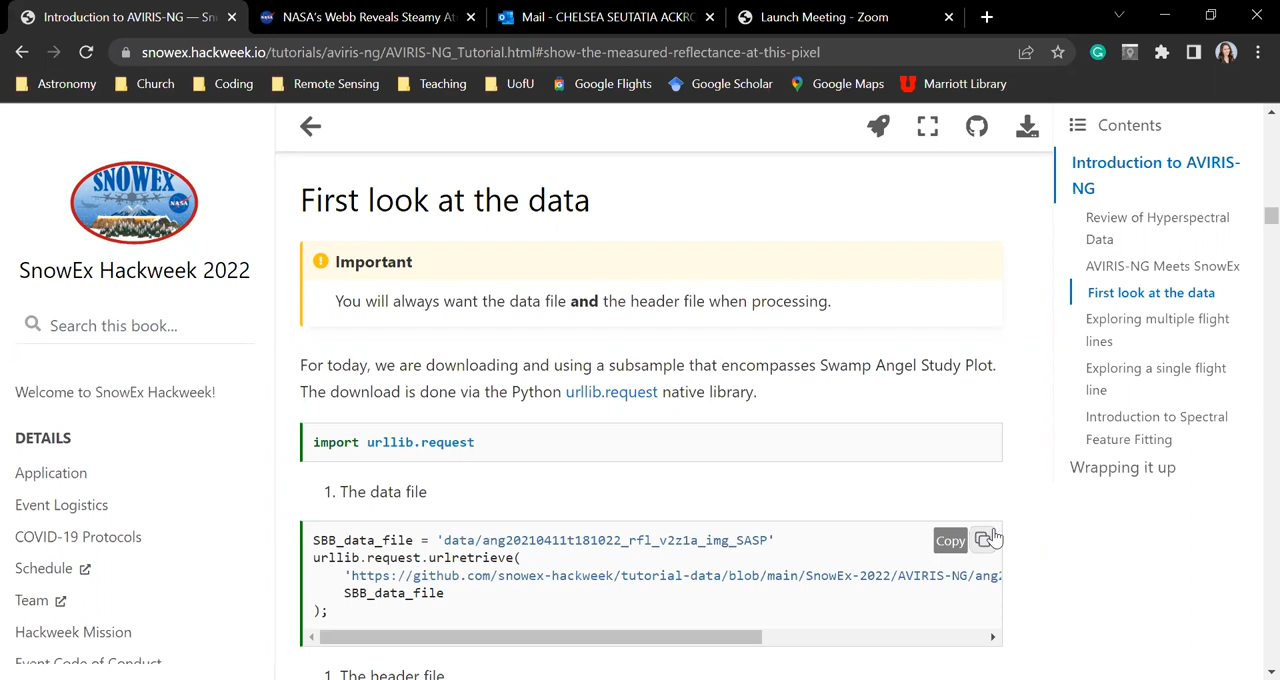 Introduction to AVIRIS-NG — Sn
NASA's Webb Reveals Steamy At
Mail - CHELSEA SEUTATIA ACKRO
Launch Meeting - Zoom
snowex.hackweek.io/tutorials/aviris-ng/AVIRIS-NG_Tutorial.html#show-the-measured-reflectance-at-this-pixel
Astronomy Church Coding Remote Sensing Teaching UofU Google Flights Google Scholar Google Maps Marriott Library
SNOWEX
NASA
SnowEx Hackweek 2022
Search this book...
Welcome to SnowEx Hackweek!
DETAILS
Application
Event Logistics
COVID-19 Protocols
Schedule
Team
Hackweek Mission
Event Code of Conduct
First look at the data
Important
You will always want the data file and the header file when processing.
For today, we are downloading and using a subsample that encompasses Swamp Angel Study Plot.
The download is done via the Python urllib.request native library.
import urllib.request
1. The data file
SBB_data_file = 'data/ang20210411t181022_rfl_v2z1a_img_SASP'
urllib.request.urlretrieve(
'https://github.com/snowex-hackweek/tutorial-data/blob/main/SnowEx-2022/AVIRIS-NG/ang2
SBB_data_file
);
Copy
1. The header file
Contents
Introduction to AVIRIS-
NG
Review of Hyperspectral
Data
AVIRIS-NG Meets SnowEx
First look at the data
Exploring multiple flight
lines
Exploring a single flight
line
Introduction to Spectral
Feature Fitting
Wrapping it up